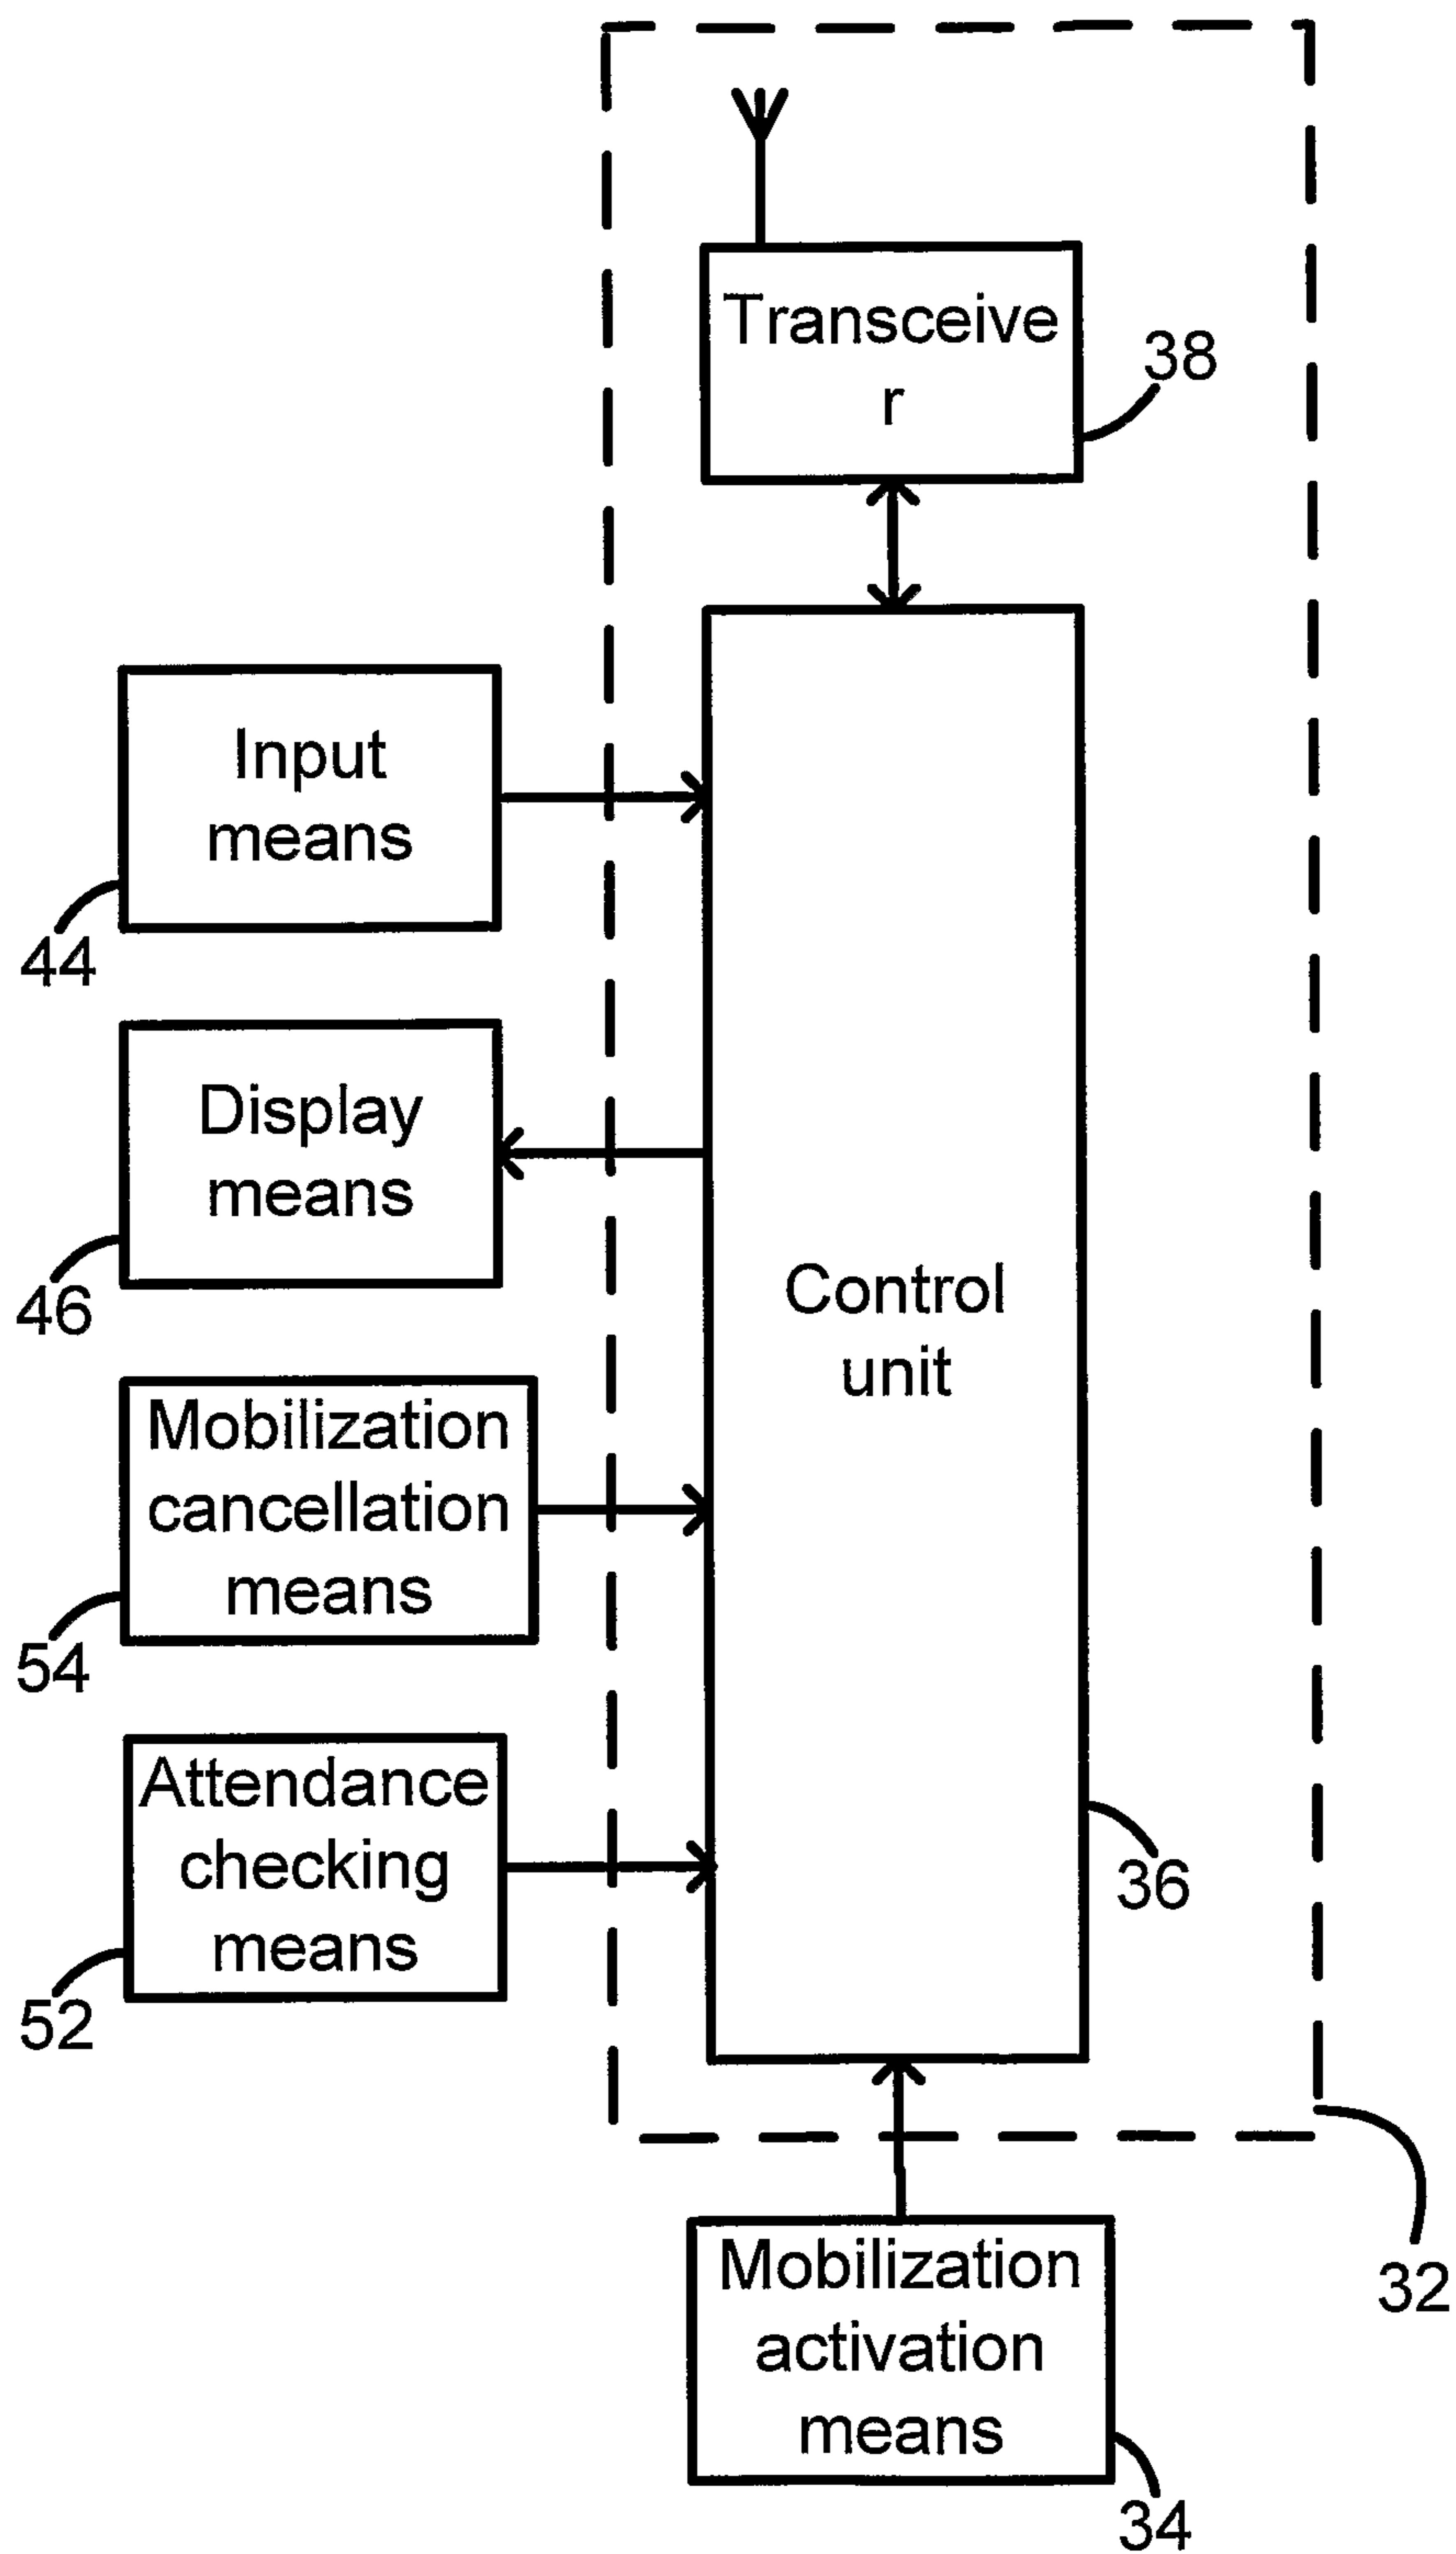 Transceive
r
38
Input
means
44
Display
means
46
Control
unit
Mobilization
cancellation
means
54
Attendance
checking
means
52
36
32
Mobilization
activation
means
34